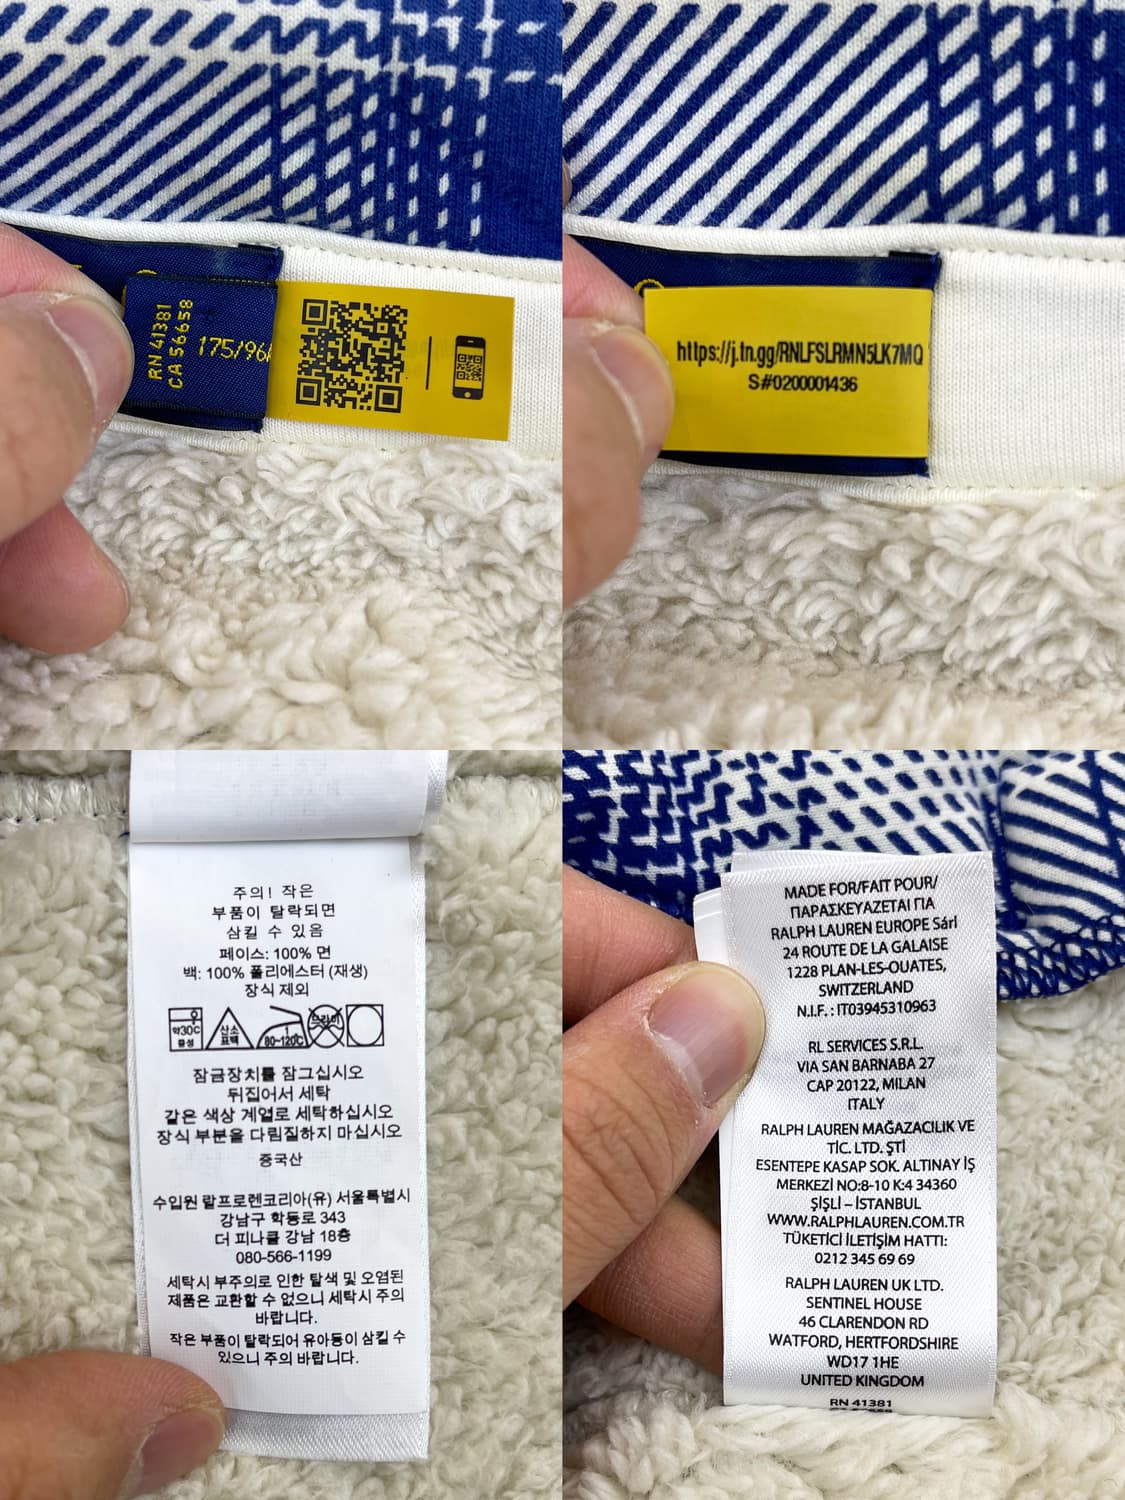 RN 41381
CA 56658
175/96
https://j.tn.gg/RNLFSLRMN5LK7MQ
S#0200001436
주의! 작은
부품이 탈락되면
삼킬 수 있음
페이스: 100% 면
백: 100% 폴리에스터 (재생)
장식 제외
약30℃
중성
산소
표백
1
80~120℃
드라이
잠금장치를 잠그십시오
뒤집어서 세탁
같은 색상 계열로 세탁하십시오
장식 부분을 다림질하지 마십시오
중국산
수입원 랄프로렌코리아(유) 서울특별시
강남구 학동로 343
더 피나클 강남 18층
080-566-1199
세탁시 부주의로 인한 탈색 및 오염된
제품은 교환할 수 없으니 세탁시 주의
바랍니다.
작은 부품이 탈락되어 유아등이 삼킬 수
있으니 주의 바랍니다.
MADE FOR/FAIT POUR/
ΠΑΡΑΣΚΕΥΑΖΕΤΑΙ ΓΙΑ
RALPH LAUREN EUROPE Sárl
24 ROUTE DE LA GALAISE
1228 PLAN-LES-OUATES,
SWITZERLAND
N.I.F. : IT03945310963
RL SERVICES S.R.L.
VIA SAN BARNABA 27
CAP 20122, MILAN
ITALY
RALPH LAUREN MAĞAZACILIK VE
TİC. LTD. ŞTİ
ESENTEPE KASAP SOK. ALTINAY İŞ
MERKEZİ NO:8-10 K:4 34360
ŞİŞLİ – İSTANBUL
WWW.RALPHLAUREN.COM.TR
TÜKETİCİ İLETİŞİM HATTI:
0212 345 69 69
RALPH LAUREN UK LTD.
SENTINEL HOUSE
46 CLARENDON RD
WATFORD, HERTFORDSHIRE
WD17 1HE
UNITED KINGDOM
RN 41381